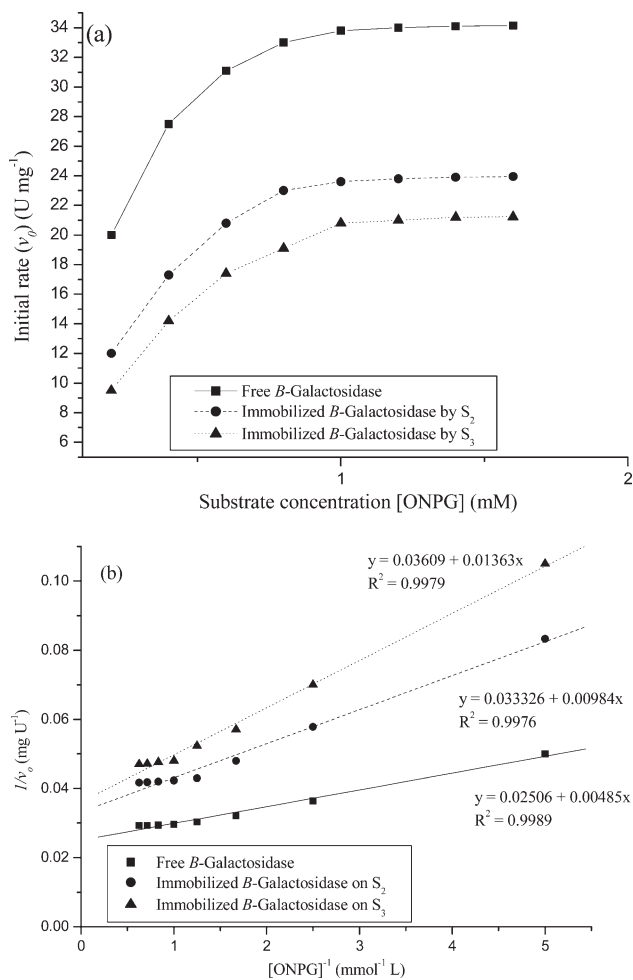 (a)
34
32
30
28
26
24
22
20
18
16
14
12
10
8
6
Initial rate (v0) (U mg-1)
Free B-Galactosidase
Immobilized B-Galactosidase by S2
Immobilized B-Galactosidase by S3
1
2
Substrate concentration [ONPG] (mM)
(b)
y = 0.03609 + 0.01363x
R2 = 0.9979
0.10
0.08
0.06
0.04
0.02
0.00
1/vo (mg U-1)
y = 0.033326 + 0.00984x
R2 = 0.9976
y = 0.02506 + 0.00485x
R2 = 0.9989
Free B-Galactosidase
Immobilized B-Galactosidase on S2
Immobilized B-Galactosidase on S3
0 1 2 3 4 5
[ONPG]-1 (mmol-1 L)